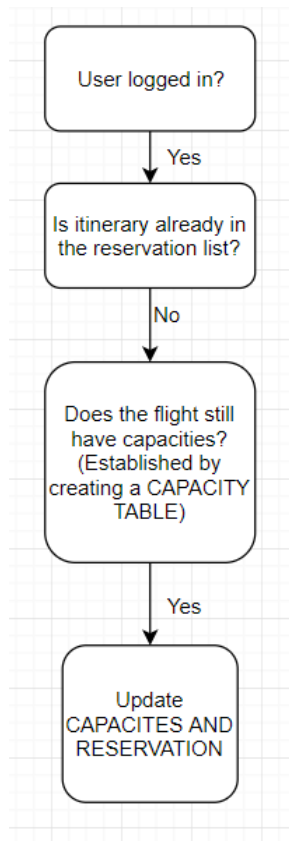 User logged in?
Yes
Is itinerary already in
the reservation list?
No
Does the flight still
have capacities?
(Established by
creating a CAPACITY
TABLE)
Yes
Update
CAPACITES AND
RESERVATION